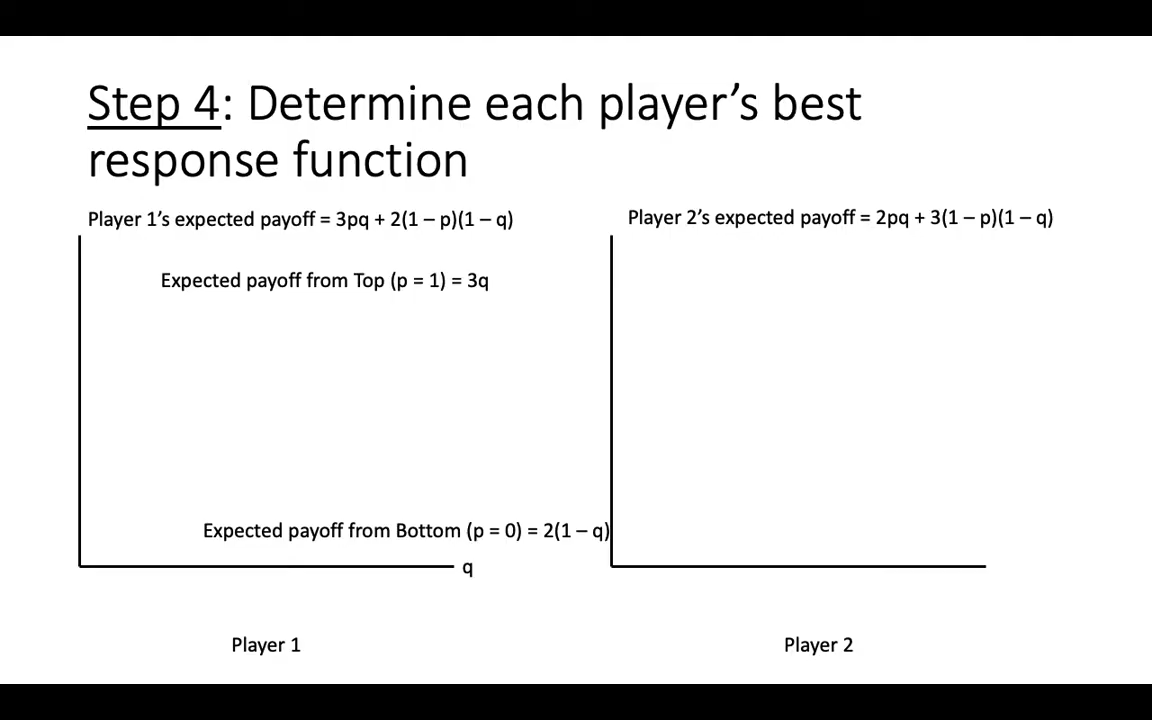 Step 4: Determine each player’s best
response function
Player 1’s expected payoff = 3pq + 2(1 – p)(1 – q)
Player 2’s expected payoff = 2pq + 3(1 – p)(1 – q)
Expected payoff from Top (p = 1) = 3q
Expected payoff from Bottom (p = 0) = 2(1 – q)
q
Player 1
Player 2